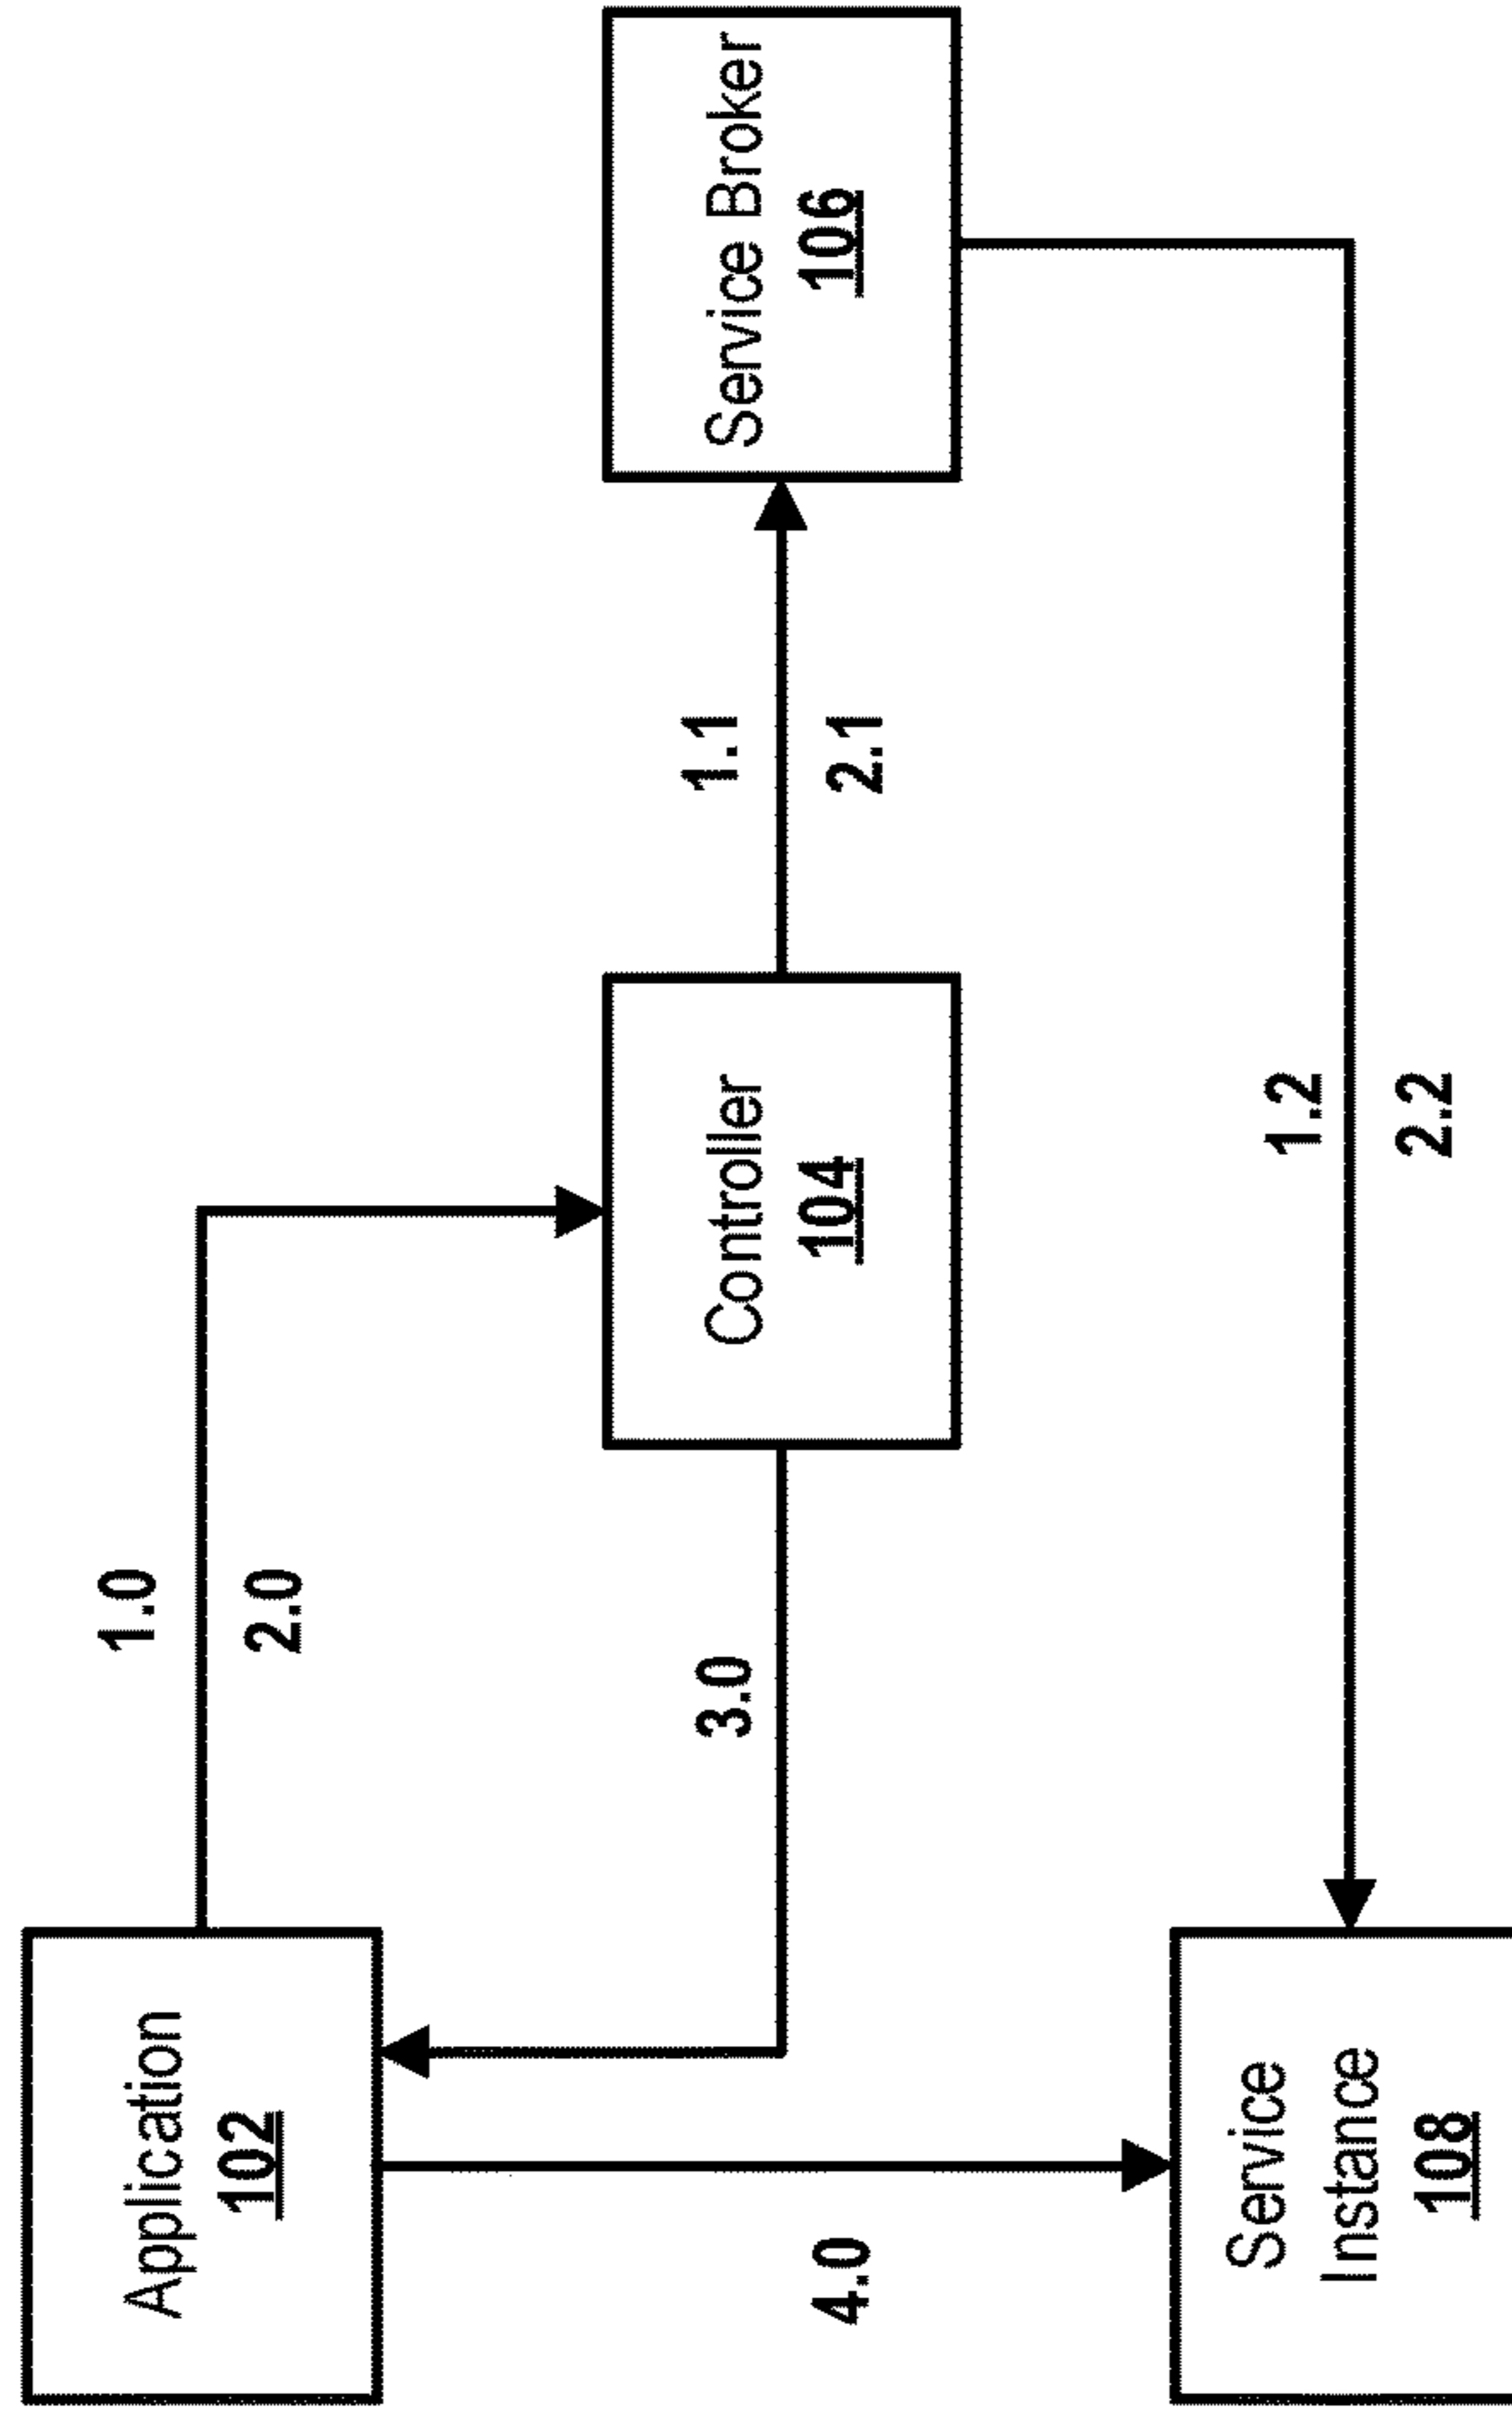 Application
102
1.0
2.0
3.0
Controller
104
1.1
2.1
Service Broker
106
4.0
1.2
2.2
Service
Instance
108